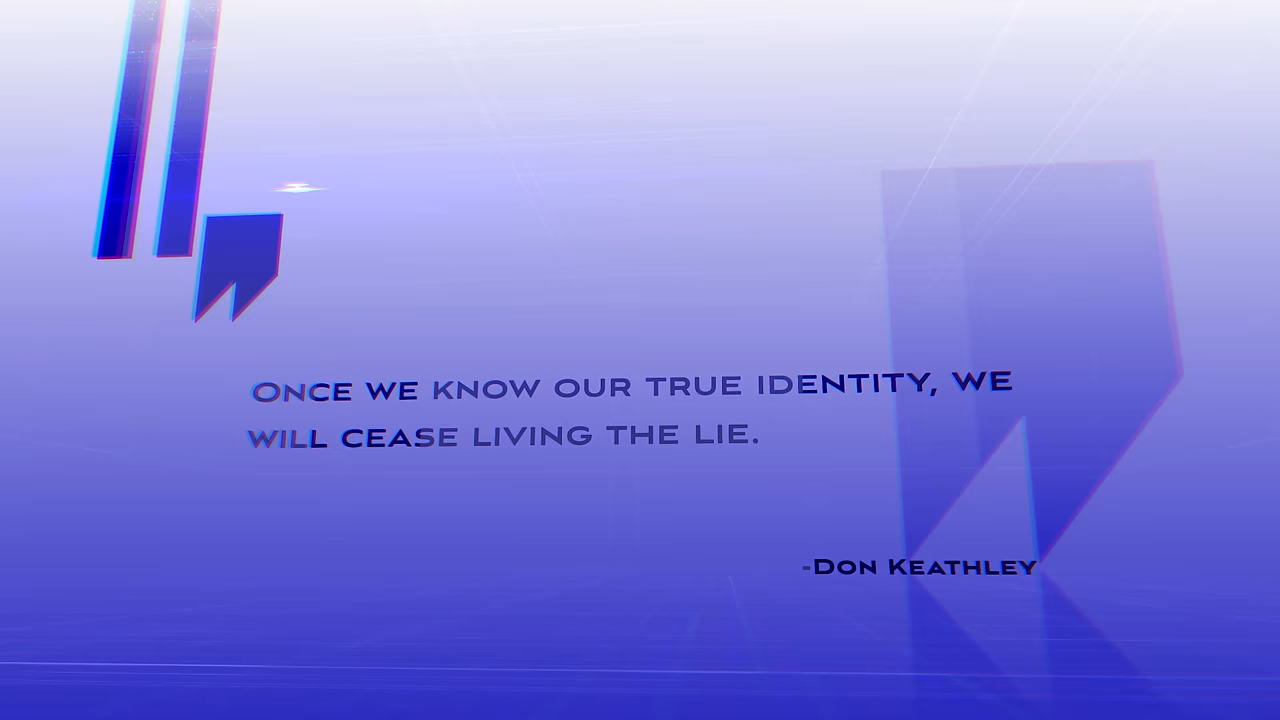 Once we know our true identity, we
will cease living the lie.
-Don Keathley